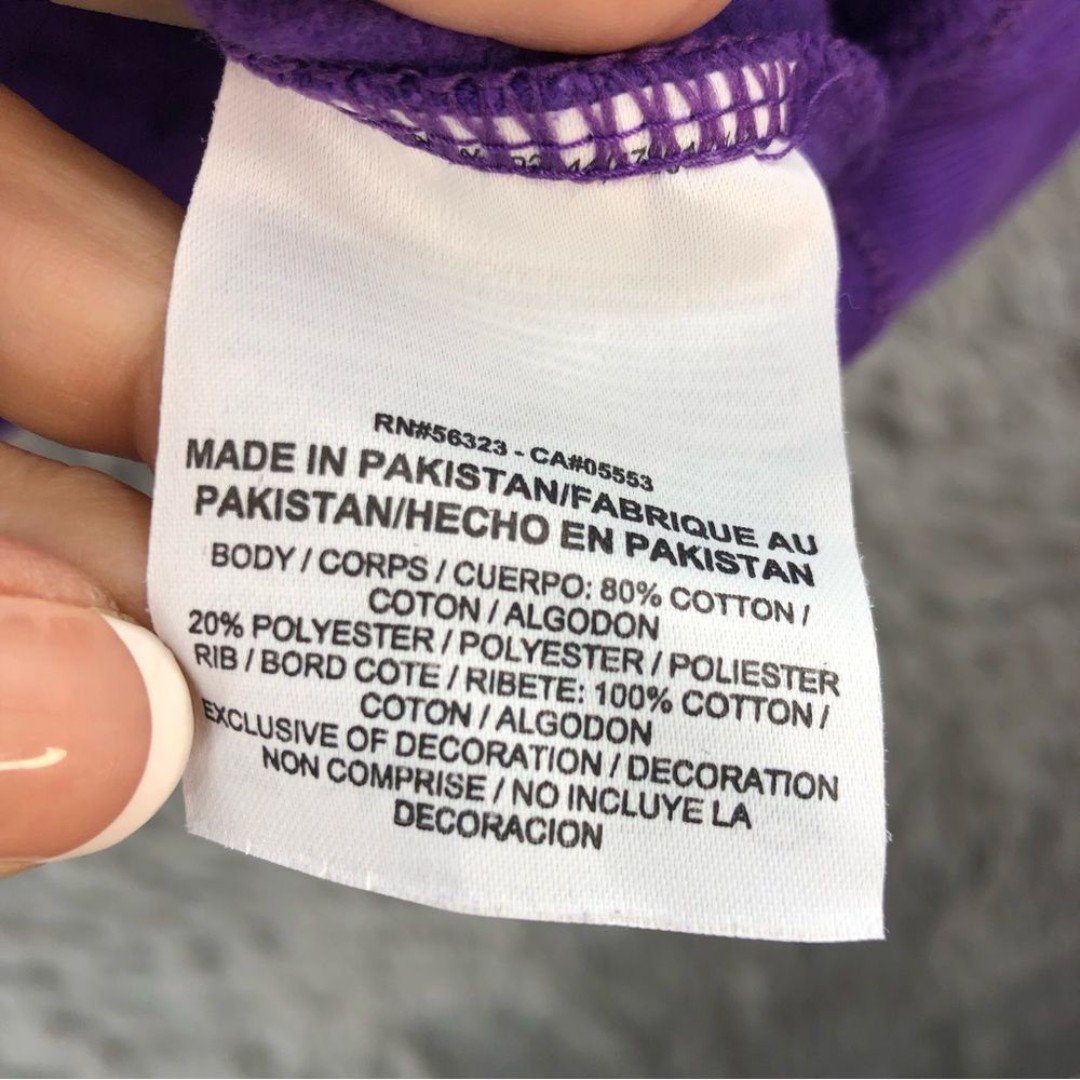 RN#56323 - CA#05553
MADE IN PAKISTAN/FABRIQUE AU
PAKISTAN/HECHO EN PAKISTAN
BODY / CORPS / CUERPO: 80% COTTON /
COTON / ALGODON
20% POLYESTER / POLYESTER / POLIESTER
RIB / BORD COTE / RIBETE: 100% COTTON /
COTON / ALGODON
EXCLUSIVE OF DECORATION / DECORATION
NON COMPRISE / NO INCLUYE LA
DECORACION